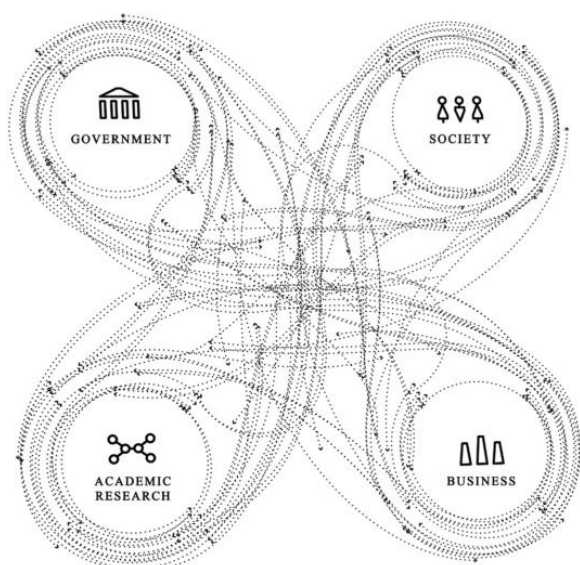 GOVERNMENT
SOCIETY
ACADEMIC
RESEARCH
BUSINESS